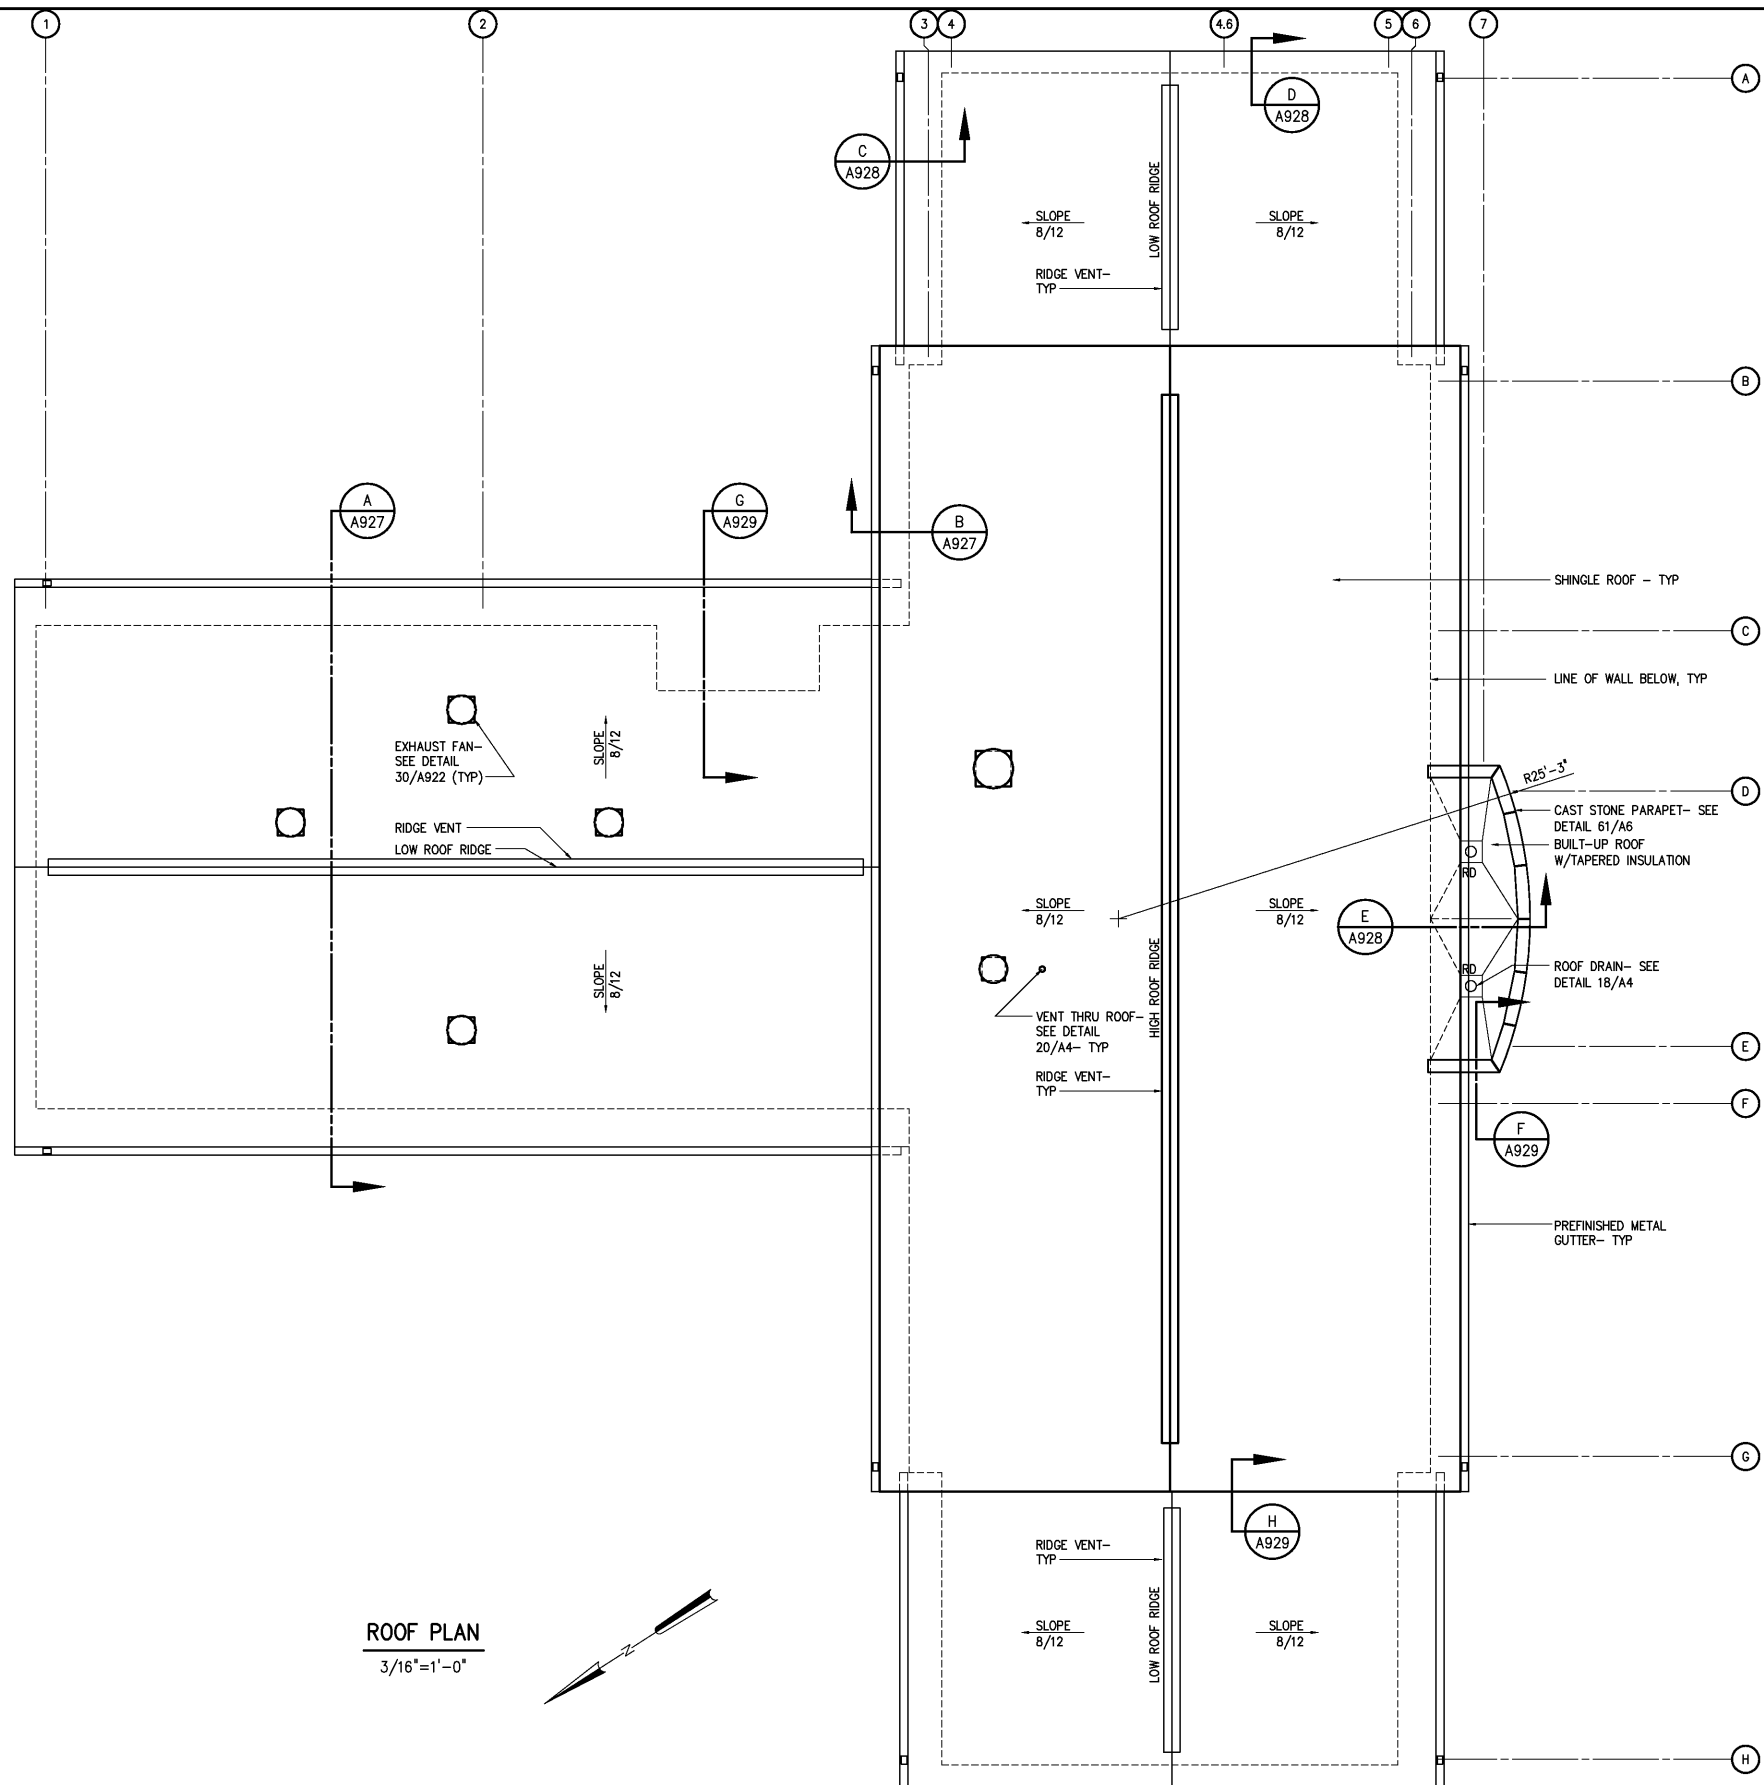 1
2
3
4
4.6
5
6
7
A
D
A928
C
A928
SLOPE
8/12
LOW ROOF RIDGE
SLOPE
8/12
RIDGE VENT-
TYP
B
A
A927
G
A929
B
A927
SHINGLE ROOF - TYP
C
LINE OF WALL BELOW, TYP
EXHAUST FAN-
SEE DETAIL
30/A922 (TYP)
SLOPE
8/12
R25'-3"
D
CAST STONE PARAPET- SEE
DETAIL 61/A6
BUILT-UP ROOF
W/TAPERED INSULATION
RIDGE VENT
LOW ROOF RIDGE
RD
SLOPE
8/12
SLOPE
8/12
E
A928
HIGH ROOF RIDGE
SLOPE
8/12
RD
ROOF DRAIN- SEE
DETAIL 18/A4
VENT THRU ROOF-
SEE DETAIL
20/A4- TYP
RIDGE VENT-
TYP
E
F
F
A929
PREFINISHED METAL
GUTTER- TYP
G
H
A929
RIDGE VENT-
TYP
LOW ROOF RIDGE
SLOPE
8/12
SLOPE
8/12
ROOF PLAN
3/16"=1'-0"
N
H